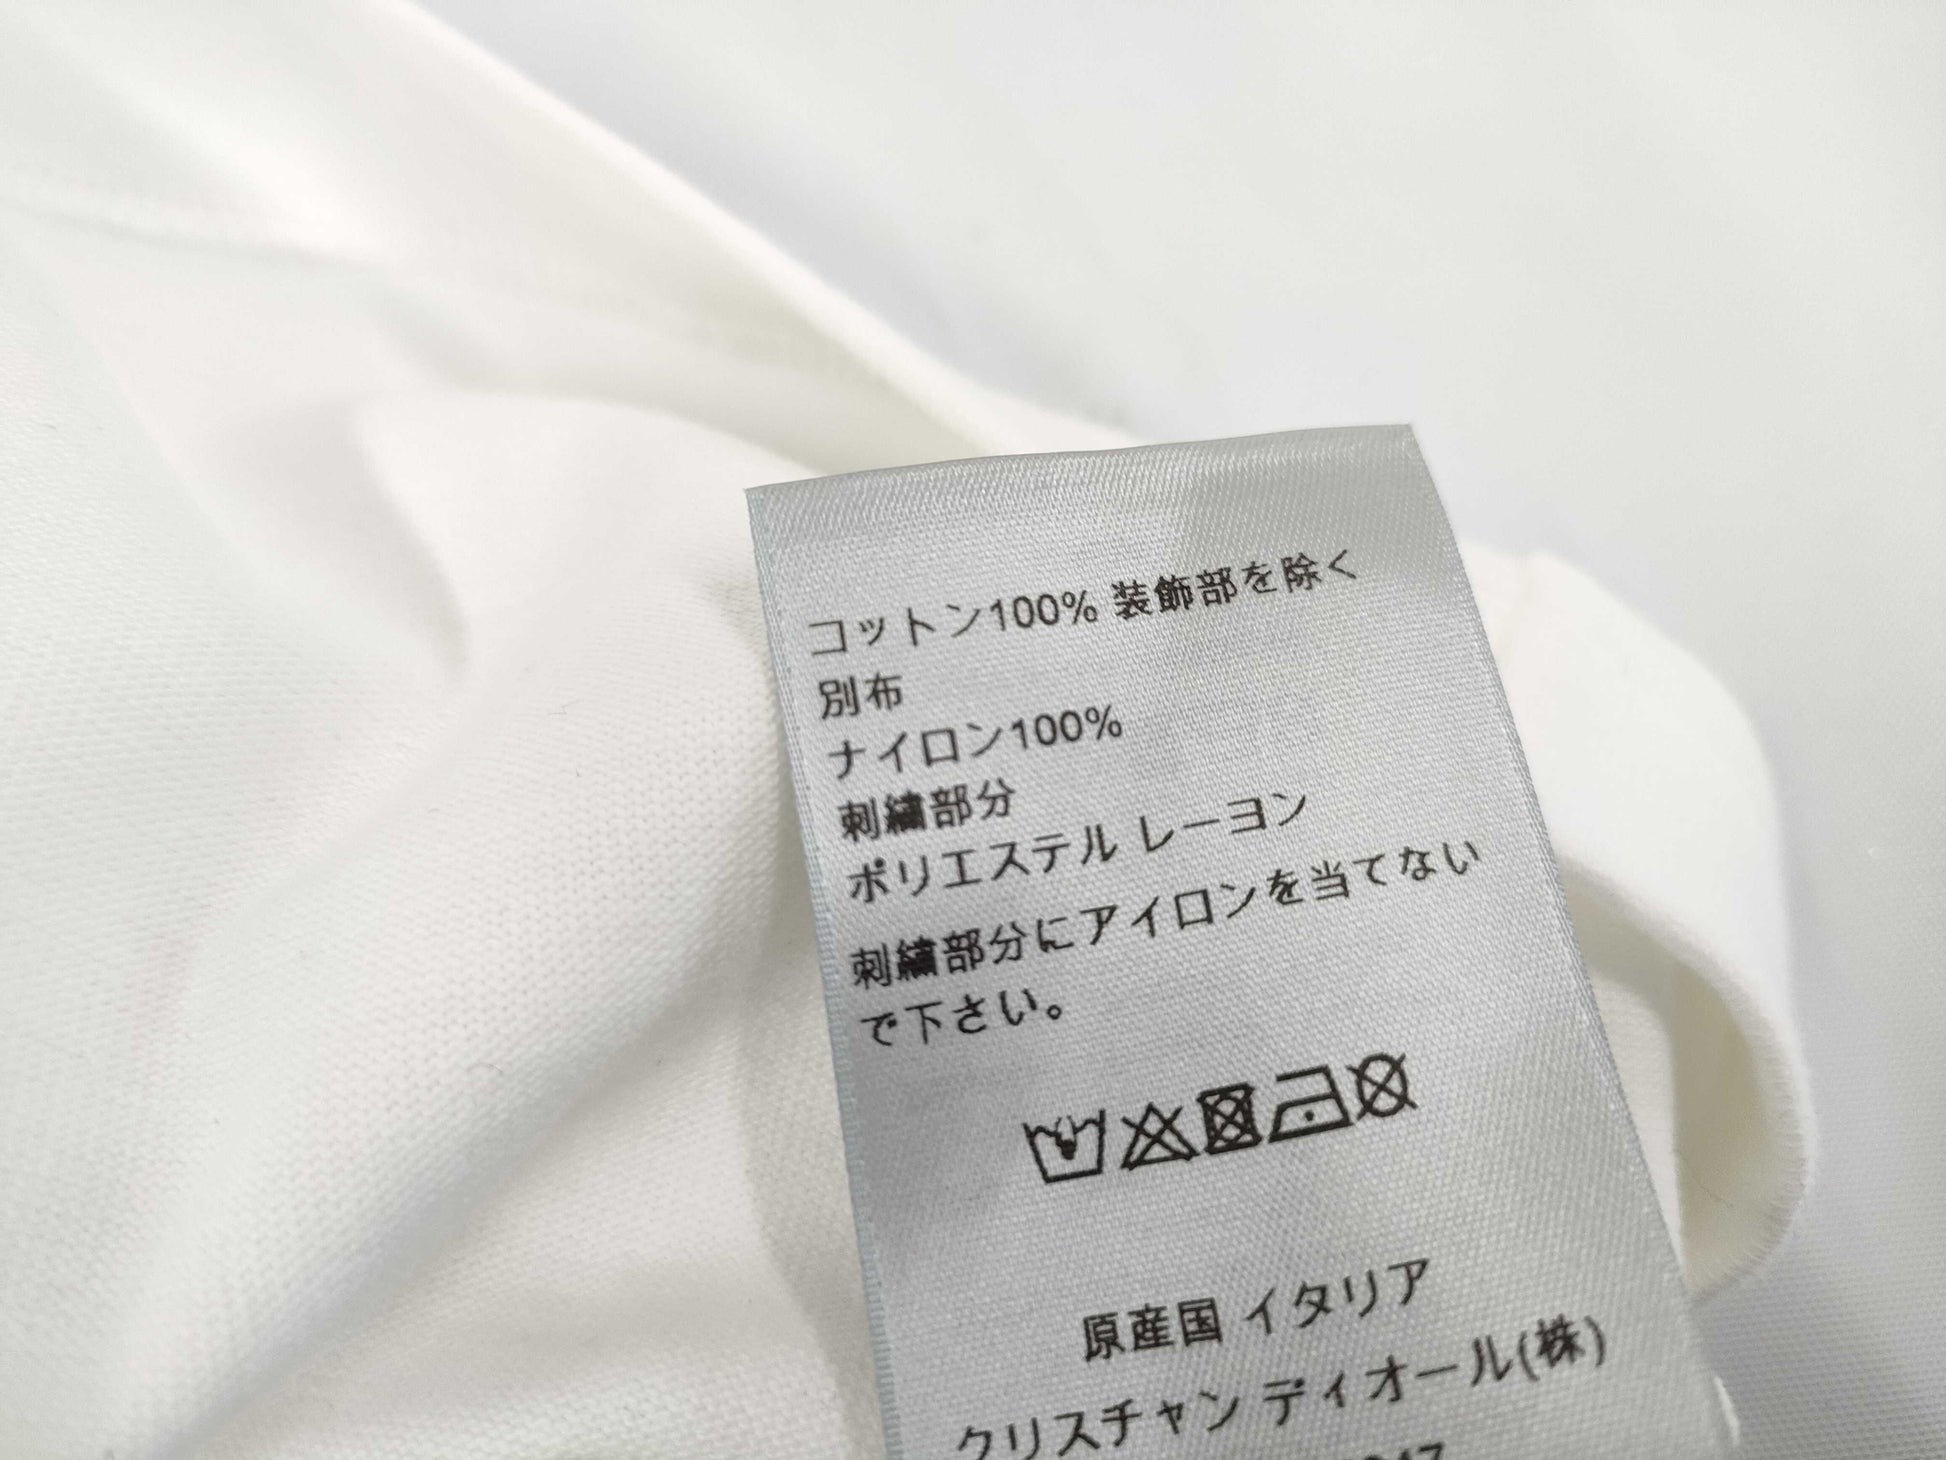 コットン100% 装飾部を除く
別布
ナイロン100%
刺繍部分
ポリエステル レーヨン
刺繍部分にアイロンを当てない
で下さい。
原産国 イタリア
クリスチャン ディオール(株)